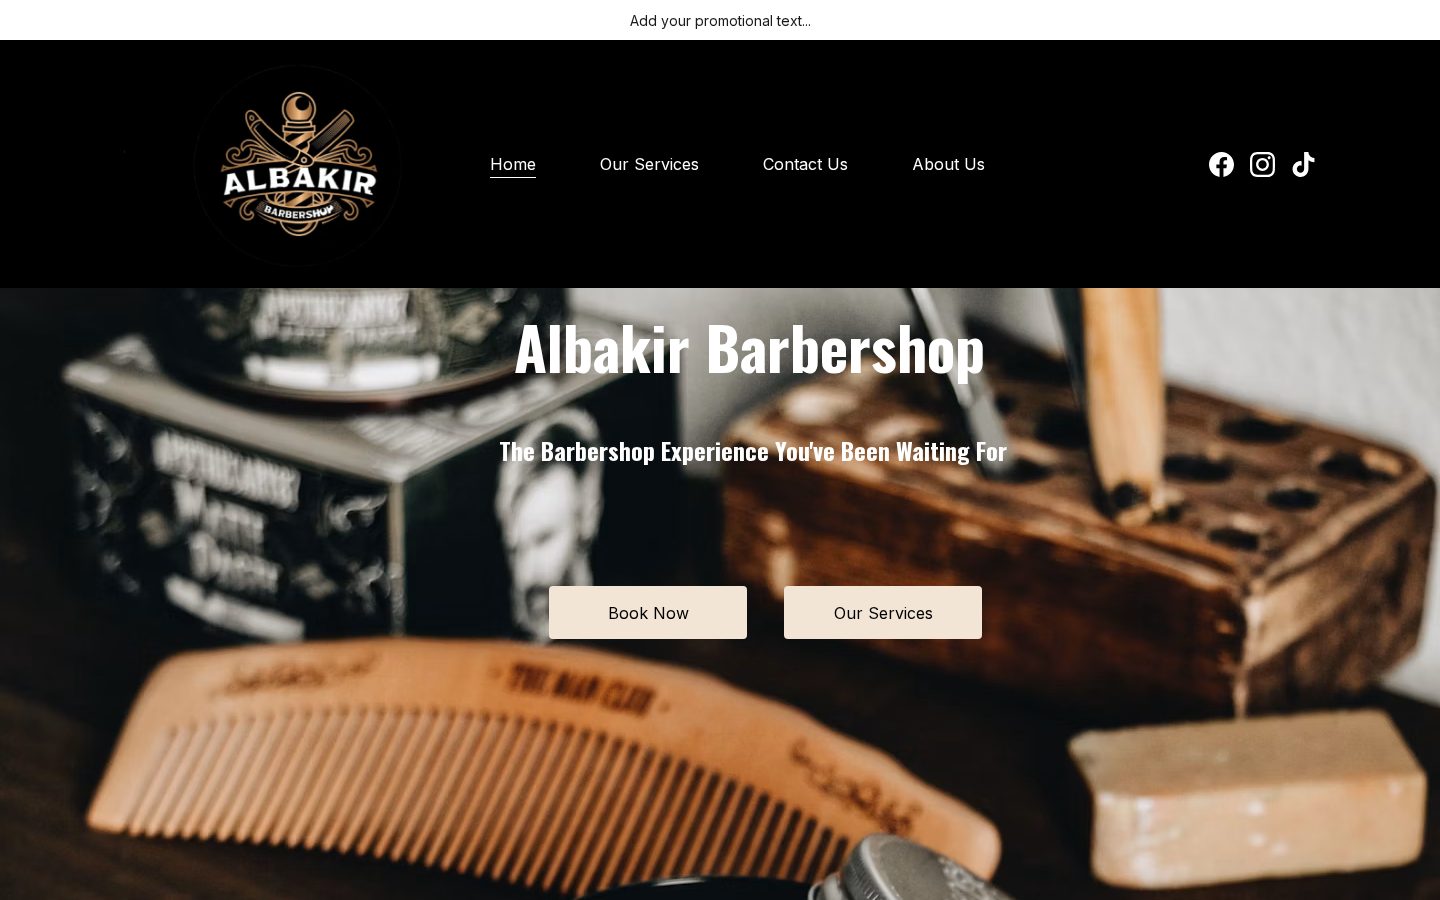 Add your promotional text...
ALBAKIR
BARBERSHOP
Home
Our Services
Contact Us
About Us
Albakir Barbershop
The Barbershop Experience You've Been Waiting For
Book Now
Our Services
THE MAN CLUB